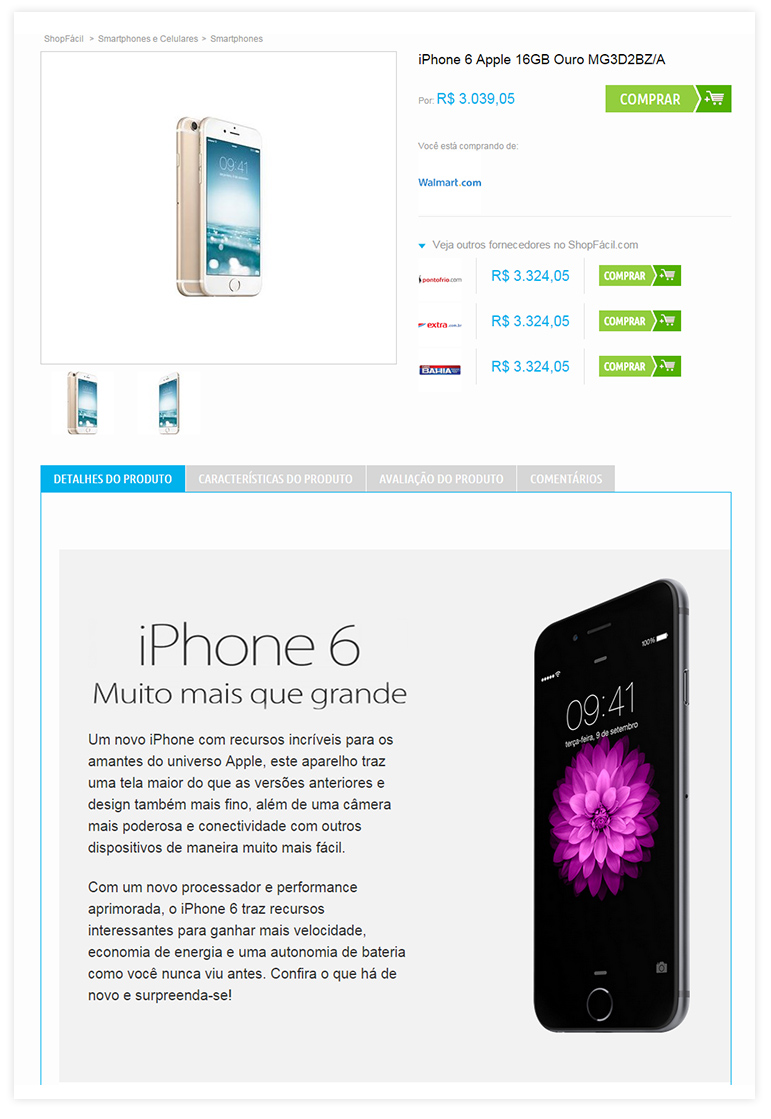 ShopFácil > Smartphones e Celulares > Smartphones
iPhone 6 Apple 16GB Ouro MG3D2BZ/A
Por: R$ 3.039,05
COMPRAR
Você está comprando de:
Walmart.com
Veja outros fornecedores no ShopFácil.com
pontofrio.com R$ 3.324,05 COMPRAR
extra.com.br R$ 3.324,05 COMPRAR
BAHIA R$ 3.324,05 COMPRAR
09:41
DETALHES DO PRODUTO CARACTERÍSTICAS DO PRODUTO AVALIAÇÃO DO PRODUTO COMENTÁRIOS
iPhone 6
Muito mais que grande
Um novo iPhone com recursos incríveis para os
amantes do universo Apple, este aparelho traz
uma tela maior do que as versões anteriores e
design também mais fino, além de uma câmera
mais poderosa e conectividade com outros
dispositivos de maneira muito mais fácil.
Com um novo processador e performance
aprimorada, o iPhone 6 traz recursos
interessantes para ganhar mais velocidade,
economia de energia e uma autonomia de bateria
como você nunca viu antes. Confira o que há de
novo e surpreenda-se!
100%
09:41
terça-feira, 9 de setembro